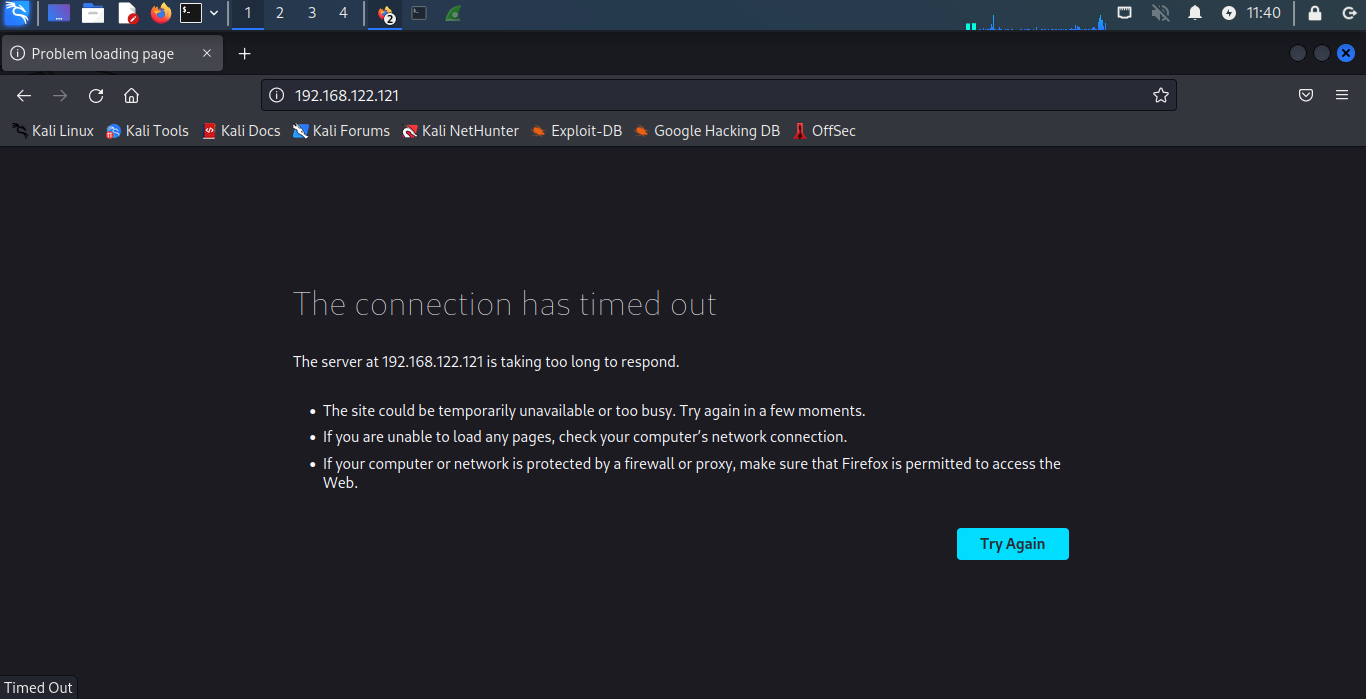 1 2 3 4 2 11:40
Problem loading page
192.168.122.121
Kali Linux Kali Tools Kali Docs Kali Forums Kali NetHunter Exploit-DB Google Hacking DB OffSec
The connection has timed out
The server at 192.168.122.121 is taking too long to respond.
• The site could be temporarily unavailable or too busy. Try again in a few moments.
• If you are unable to load any pages, check your computer’s network connection.
• If your computer or network is protected by a firewall or proxy, make sure that Firefox is permitted to access the
Web.
Try Again
Timed Out